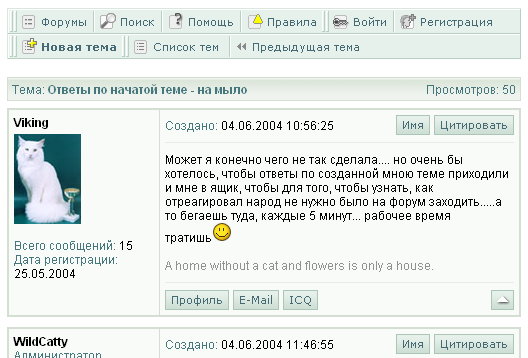 Форумы Поиск Помощь Правила Войти Регистрация
Новая тема Список тем Предыдущая тема
Тема: Ответы по начатой теме - на мыло Просмотров: 50
Viking
Создано: 04.06.2004 10:56:25 Имя Цитировать
Может я конечно чего не так сделала.... но очень бы
хотелось, чтобы ответы по созданной мною теме приходили
и мне в ящик, чтобы для того, чтобы узнать, как
отреагировал народ не нужно было на форум заходить.....а
то бегаешь туда, каждые 5 минут... рабочее время
тратишь
Всего сообщений: 15
Дата регистрации:
25.05.2004
A home without a cat and flowers is only a house.
Профиль E-Mail ICQ
WildCatty
Создано: 04.06.2004 11:46:55 Имя Цитировать
Администратор